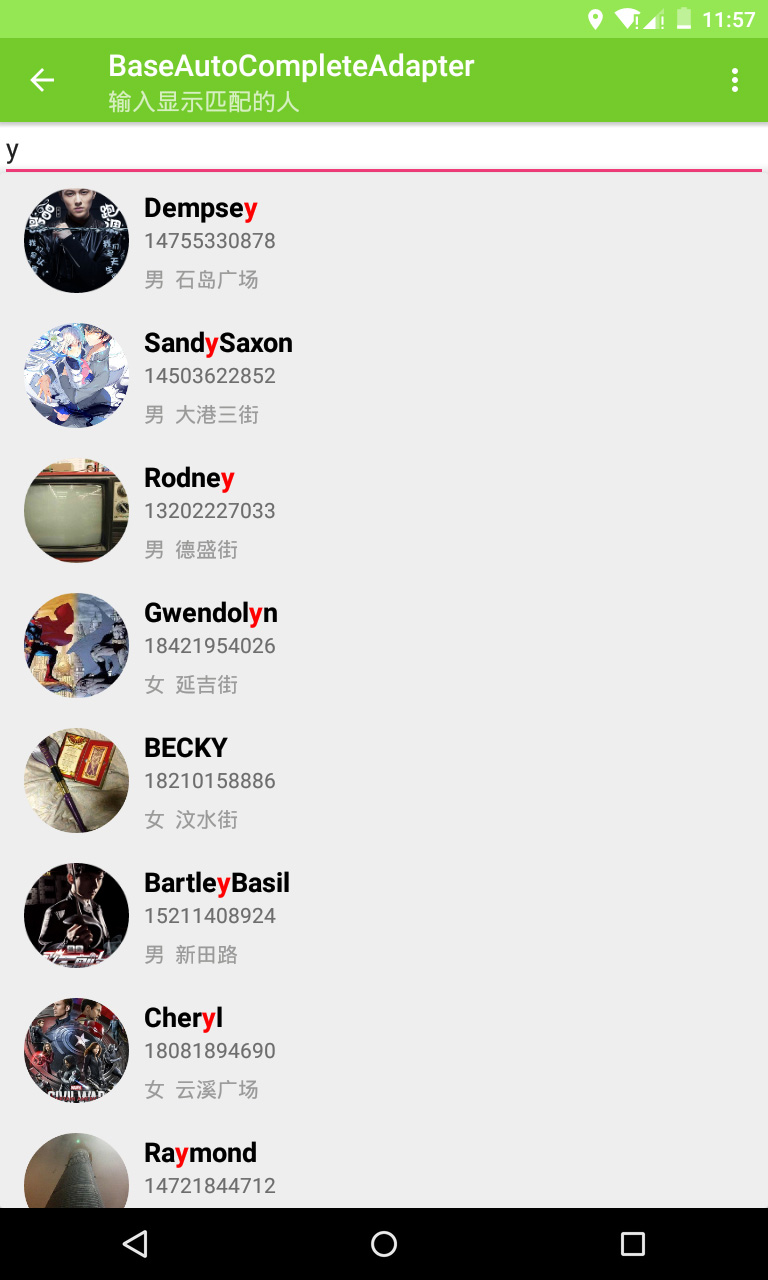 11:57
BaseAutoCompleteAdapter
输入显示匹配的人
y
Dempsey
14755330878
男 石岛广场
SandySaxon
14503622852
男 大港三街
Rodney
13202227033
男 德盛街
Gwendolyn
18421954026
女 延吉街
BECKY
18210158886
女 汶水街
BartleyBasil
15211408924
男 新田路
Cheryl
18081894690
女 云溪广场
Raymond
14721844712